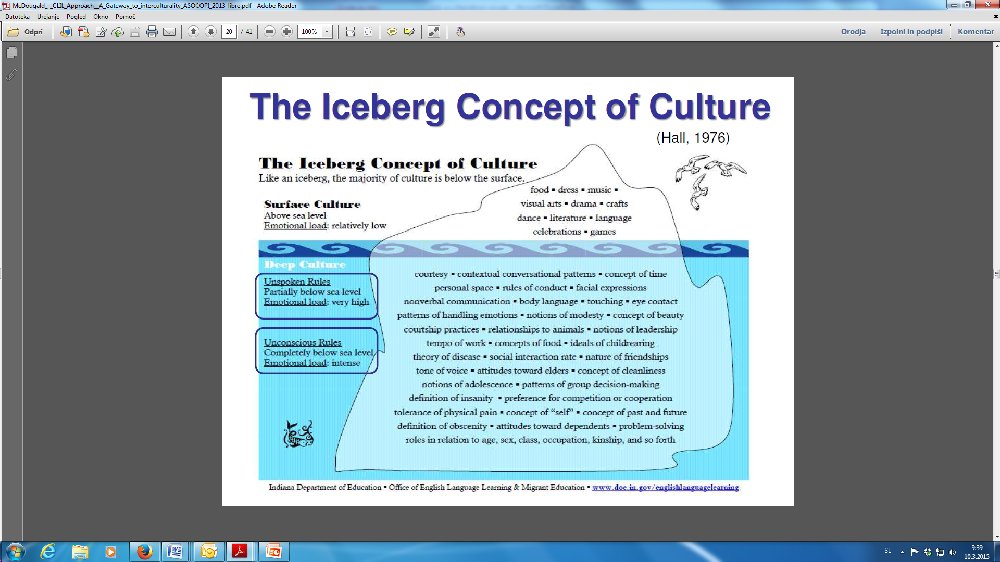 McDougald_-_CLIL_Approach__A_Gateway_to_interculturality_ASOCOPI_2013-libre.pdf - Adobe Reader
Datoteka Urejanje Pogled Okno Pomoč
Odpri 20 / 41 100% Orodja Izpolni in podpiši Komentar
The Iceberg Concept of Culture
(Hall, 1976)
The Iceberg Concept of Culture
Like an iceberg, the majority of culture is below the surface.
food ▪ dress ▪ music ▪
Surface Culture
visual arts ▪ drama ▪ crafts
Above sea level
dance ▪ literature ▪ language
Emotional load: relatively low
celebrations ▪ games
Deep Culture
Unspoken Rules
Partially below sea level
Emotional load: very high
Unconscious Rules
Completely below sea level
Emotional load: intense
courtesy ▪ contextual conversational patterns ▪ concept of time
personal space ▪ rules of conduct ▪ facial expressions
nonverbal communication ▪ body language ▪ touching ▪ eye contact
patterns of handling emotions ▪ notions of modesty ▪ concept of beauty
courtship practices ▪ relationships to animals ▪ notions of leadership
tempo of work ▪ concepts of food ▪ ideals of childrearing
theory of disease ▪ social interaction rate ▪ nature of friendships
tone of voice ▪ attitudes toward elders ▪ concept of cleanliness
notions of adolescence ▪ patterns of group decision-making
definition of insanity ▪ preference for competition or cooperation
tolerance of physical pain ▪ concept of “self” ▪ concept of past and future
definition of obscenity ▪ attitudes toward dependents ▪ problem-solving
roles in relation to age, sex, class, occupation, kinship, and so forth
Indiana Department of Education ▪ Office of English Language Learning & Migrant Education ▪ www.doe.in.gov/englishlanguagelearning
SL
9:39
10.3.2015